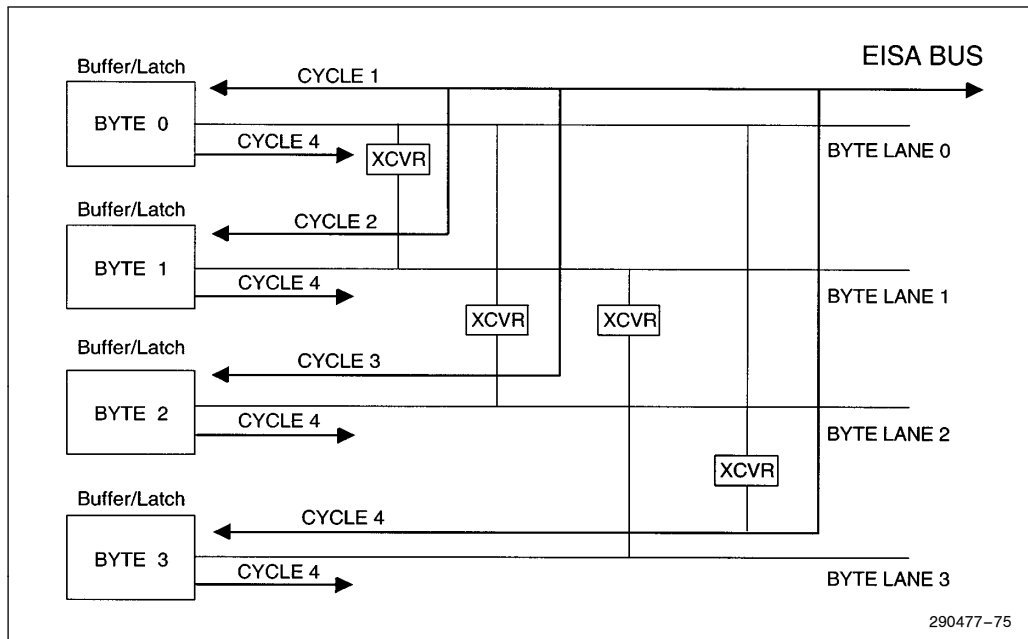 EISA BUS
Buffer/Latch
CYCLE 1
BYTE 0
CYCLE 4
XCVR
BYTE LANE 0
Buffer/Latch
CYCLE 2
BYTE 1
CYCLE 4
BYTE LANE 1
XCVR
XCVR
Buffer/Latch
CYCLE 3
BYTE 2
CYCLE 4
BYTE LANE 2
XCVR
Buffer/Latch
CYCLE 4
BYTE 3
CYCLE 4
BYTE LANE 3
290477–75